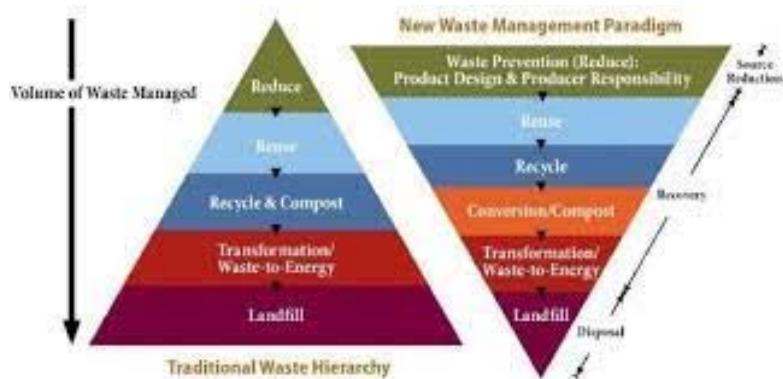 New Waste Management Paradigm
Volume of Waste Managed
Reduce
Reuse
Recycle & Compost
Transformation/
Waste-to-Energy
Landfill
Traditional Waste Hierarchy
Waste Prevention (Reduce):
Product Design & Producer Responsibility
Reuse
Recycle
Conversion/Compost
Transformation/
Waste-to-Energy
Landfill
Source
Reduction
Recovery
Disposal